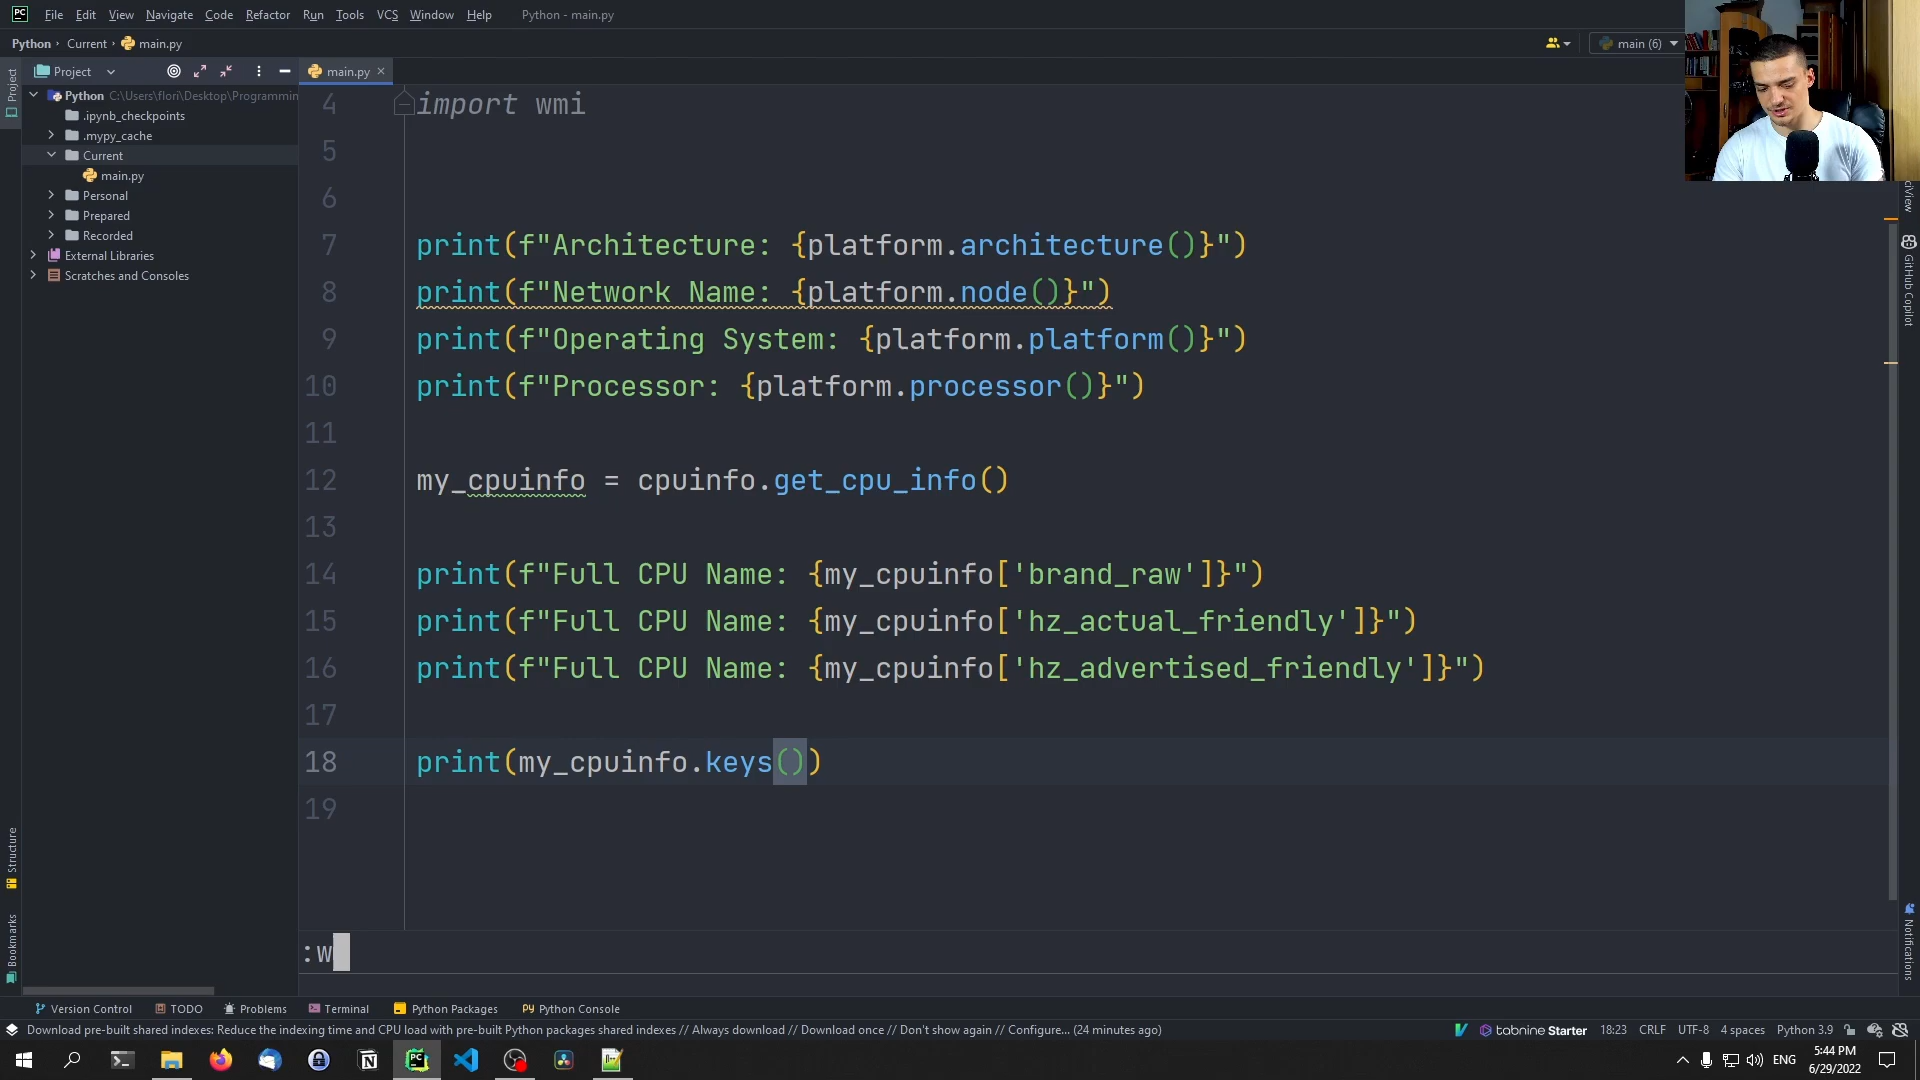 PC File Edit View Navigate Code Refactor Run Tools VCS Window Help Python - main.py
Python Current main.py
main (6)
Project
main.py
Project
Python C:\Users\flori\Desktop\Programmin
.ipynb_checkpoints
.mypy_cache
Current
main.py
Personal
Prepared
Recorded
External Libraries
Scratches and Consoles
4 import wmi
5
6
7 print(f"Architecture: {platform.architecture()}")
8 print(f"Network Name: {platform.node()}")
9 print(f"Operating System: {platform.platform()}")
10 print(f"Processor: {platform.processor()}")
11
12 my_cpuinfo = cpuinfo.get_cpu_info()
13
14 print(f"Full CPU Name: {my_cpuinfo['brand_raw']}")
15 print(f"Full CPU Name: {my_cpuinfo['hz_actual_friendly']}")
16 print(f"Full CPU Name: {my_cpuinfo['hz_advertised_friendly']}")
17
18 print(my_cpuinfo.keys())
19
:w
Structure
Bookmarks
GitHub Copilot
Notifications
Version Control TODO Problems Terminal Python Packages Python Console
Download pre-built shared indexes: Reduce the indexing time and CPU load with pre-built Python packages shared indexes // Always download // Download once // Don't show again // Configure... (24 minutes ago)
tabnine Starter 18:23 CRLF UTF-8 4 spaces Python 3.9
ENG
5:44 PM
6/29/2022